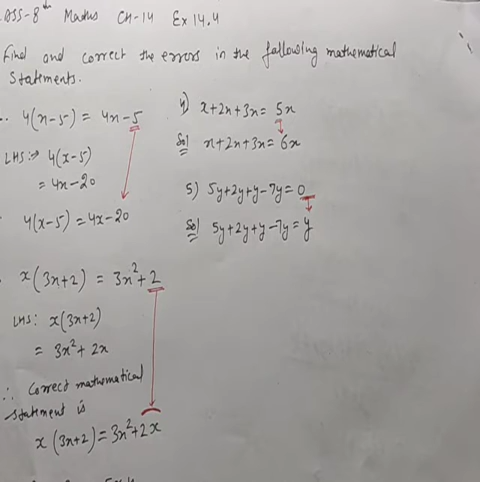 ass-8th Maths CH-14 Ex 14.4
Find and correct the errors in the following mathematical
Statements.
4(x-5) = 4x-5
LHS:→ 4(x-5)
= 4x-20
4(x-5) = 4x-20
x(3x+2) = 3x²+2
LHS: x(3x+2)
= 3x²+2x
∴ Correct mathematical
statement is
x(3x+2) = 3x²+2x
4) x+2x+3x= 5x
Sol x+2x+3x= 6x
5) 5y+2y+y-7y=0
Sol 5y+2y+y-7y=y